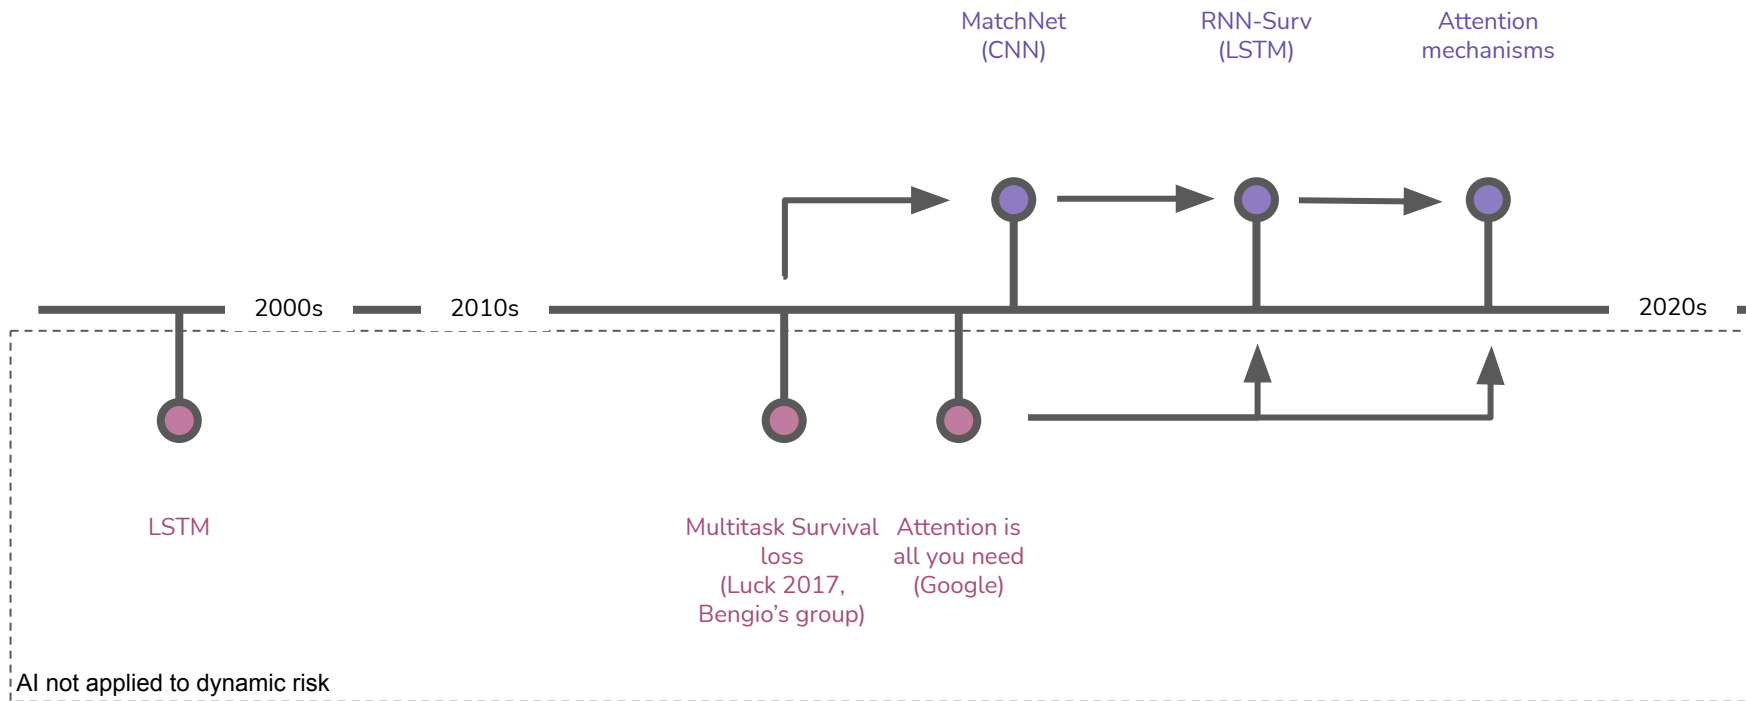 MatchNet
(CNN)
RNN-Surv
(LSTM)
Attention
mechanisms
2000s
2010s
2020s
LSTM
Multitask Survival
loss
(Luck 2017,
Bengio’s group)
Attention is
all you need
(Google)
AI not applied to dynamic risk